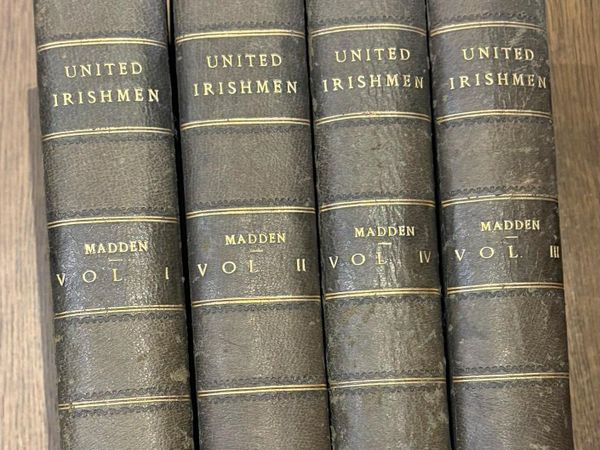 UNITED
IRISHMEN
MADDEN
VOL I
UNITED
IRISHMEN
MADDEN
VOL II
UNITED
IRISHMEN
MADDEN
VOL IV
UNITED
IRISHMEN
MADDEN
VOL. III